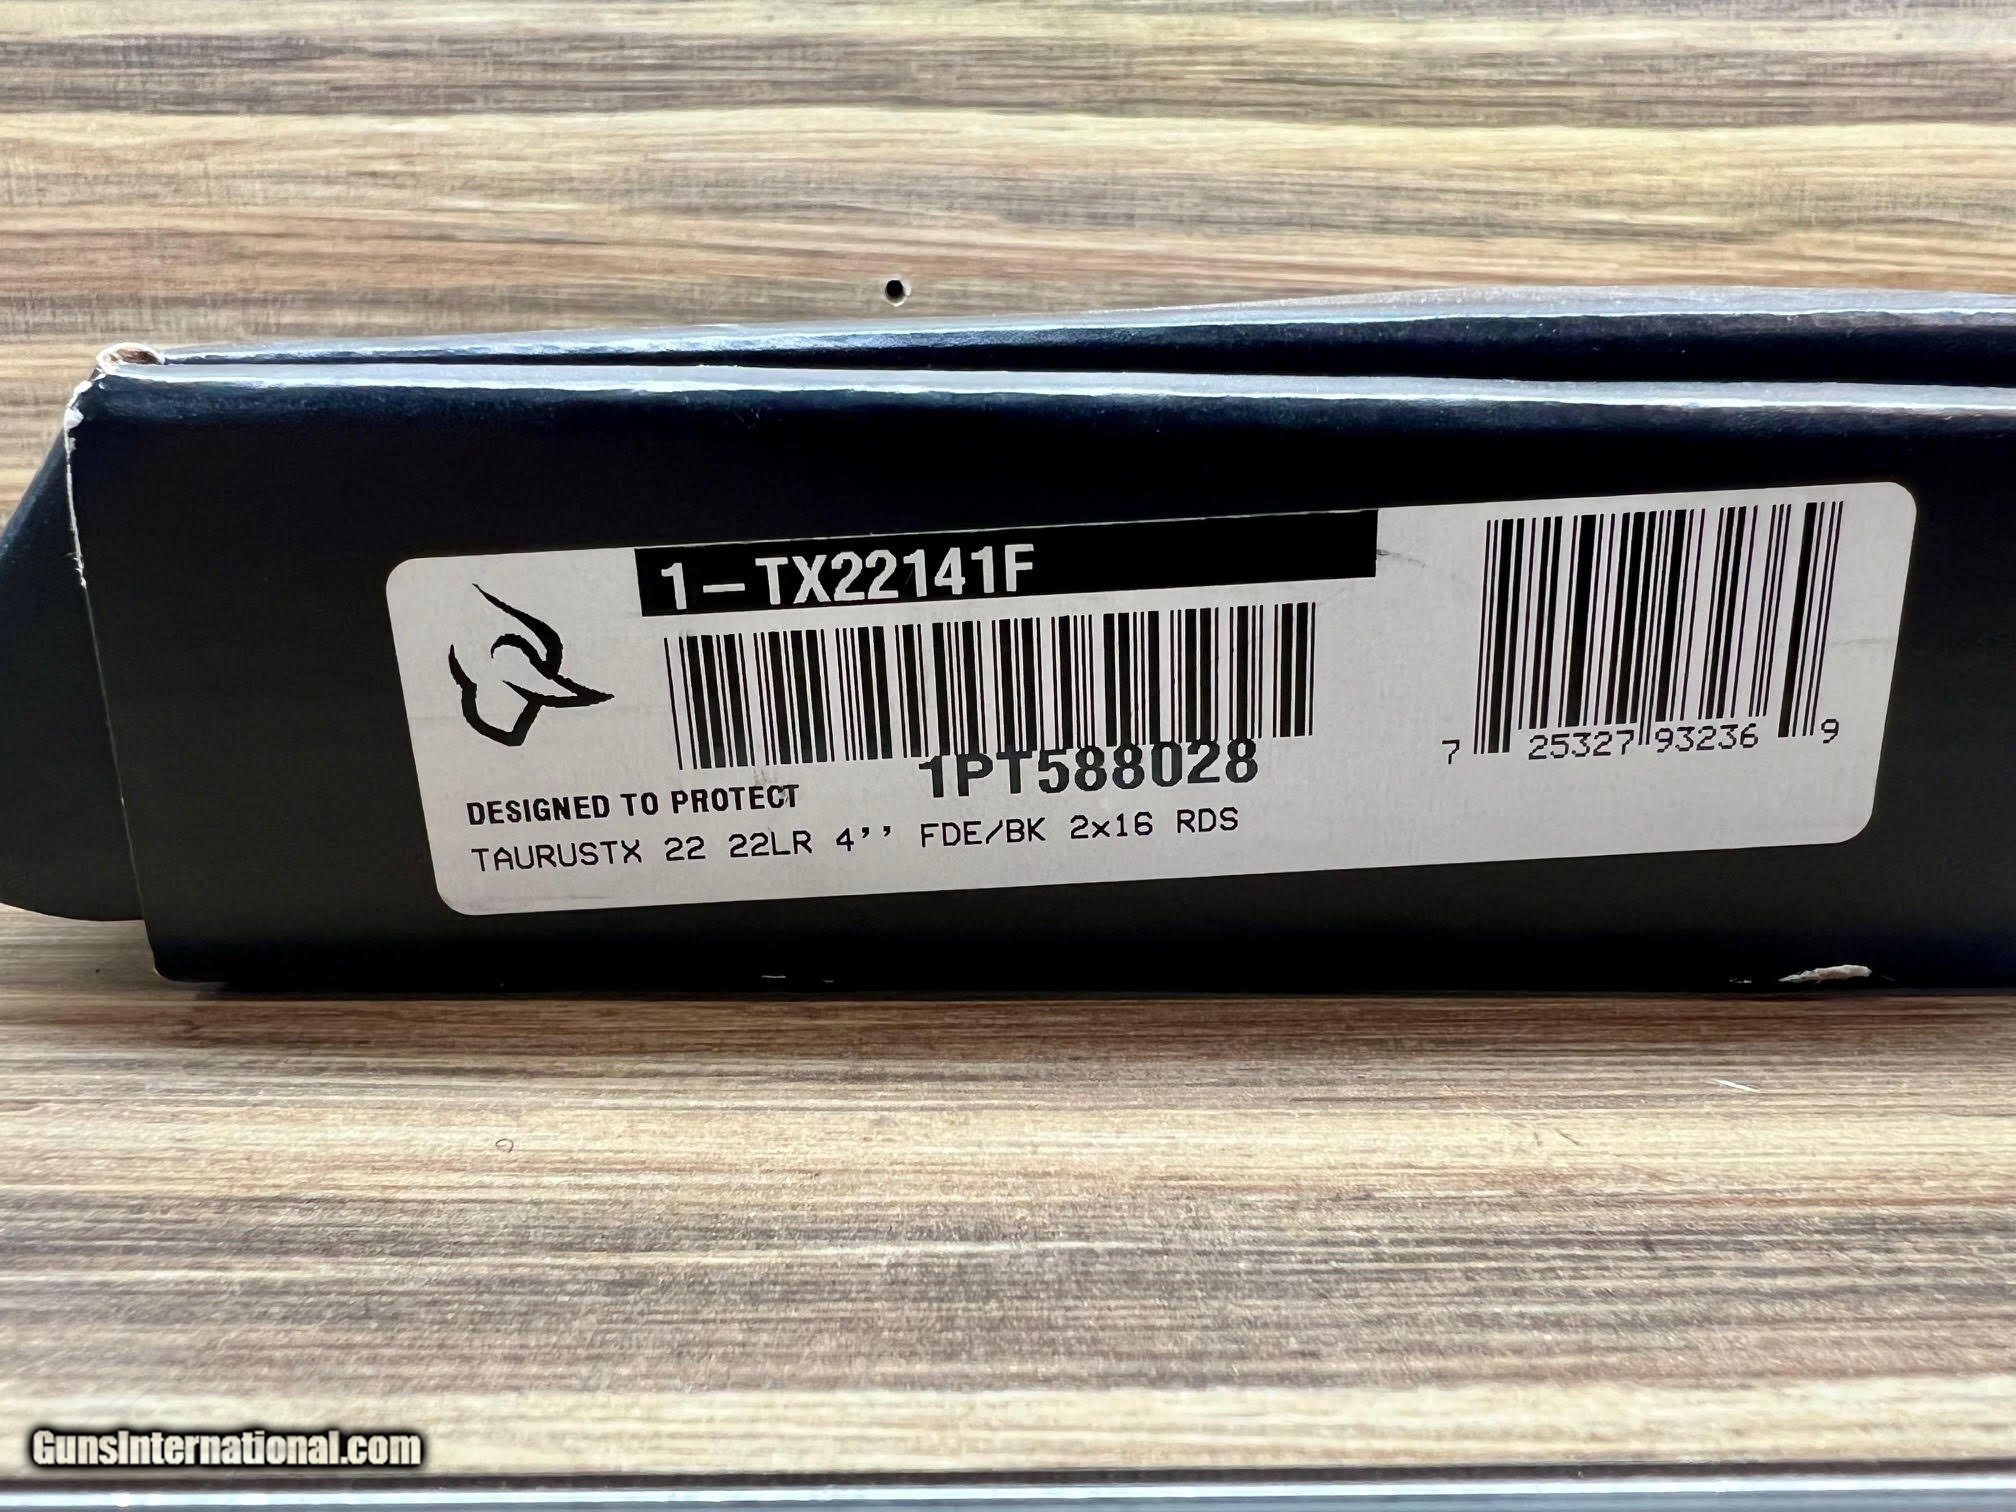 1-TX22141F
1PT588028
7 25327 93236 9
DESIGNED TO PROTECT
TAURUSTX 22 22LR 4'' FDE/BK 2x16 RDS
GunsInternational.com